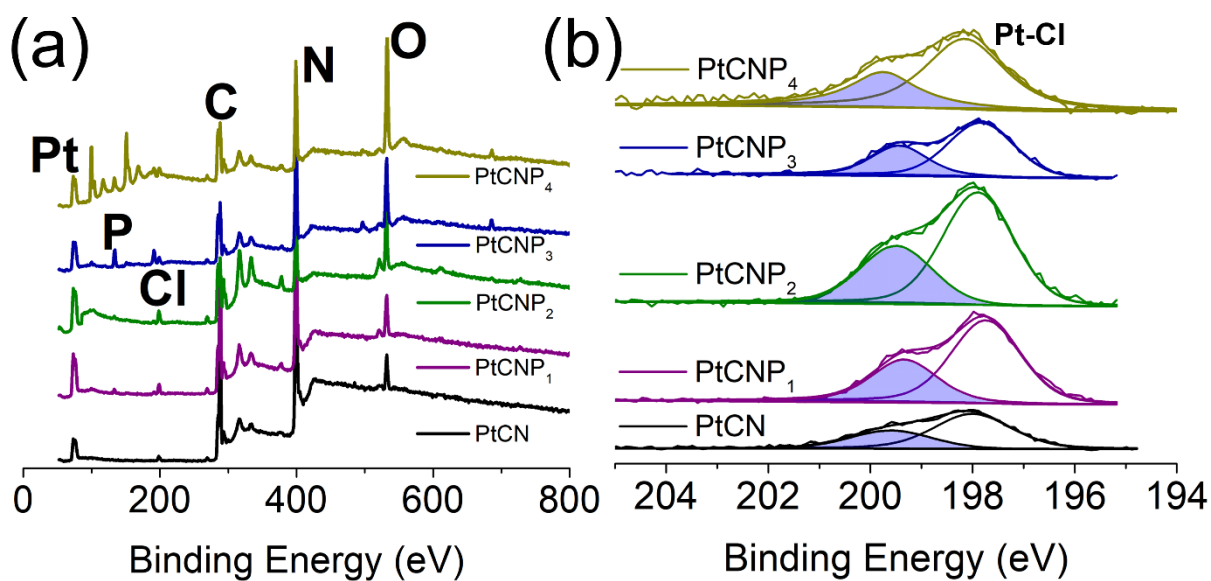 (a)
Pt
P
Cl
C
N
O
PtCNP₄
PtCNP₃
PtCNP₂
PtCNP₁
PtCN
0 200 400 600 800
Binding Energy (eV)
(b)
Pt-Cl
PtCNP₄
PtCNP₃
PtCNP₂
PtCNP₁
PtCN
204 202 200 198 196 194
Binding Energy (eV)